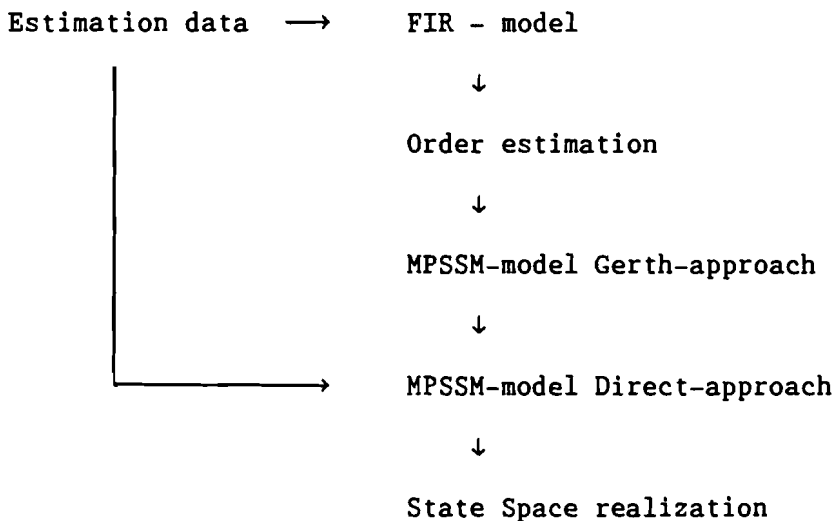 Estimation data → FIR - model
↓
Order estimation
↓
MPSSM-model Gerth-approach
↓
MPSSM-model Direct-approach
↓
State Space realization